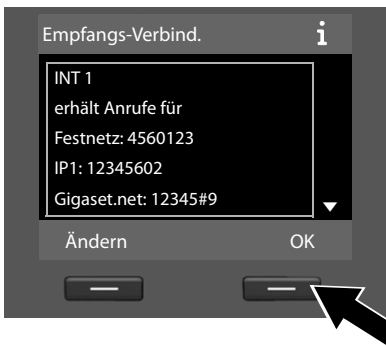 Empfangs-Verbind. i
INT 1
erhält Anrufe für
Festnetz: 4560123
IP1: 12345602
Gigaset.net: 12345#9
Ändern OK